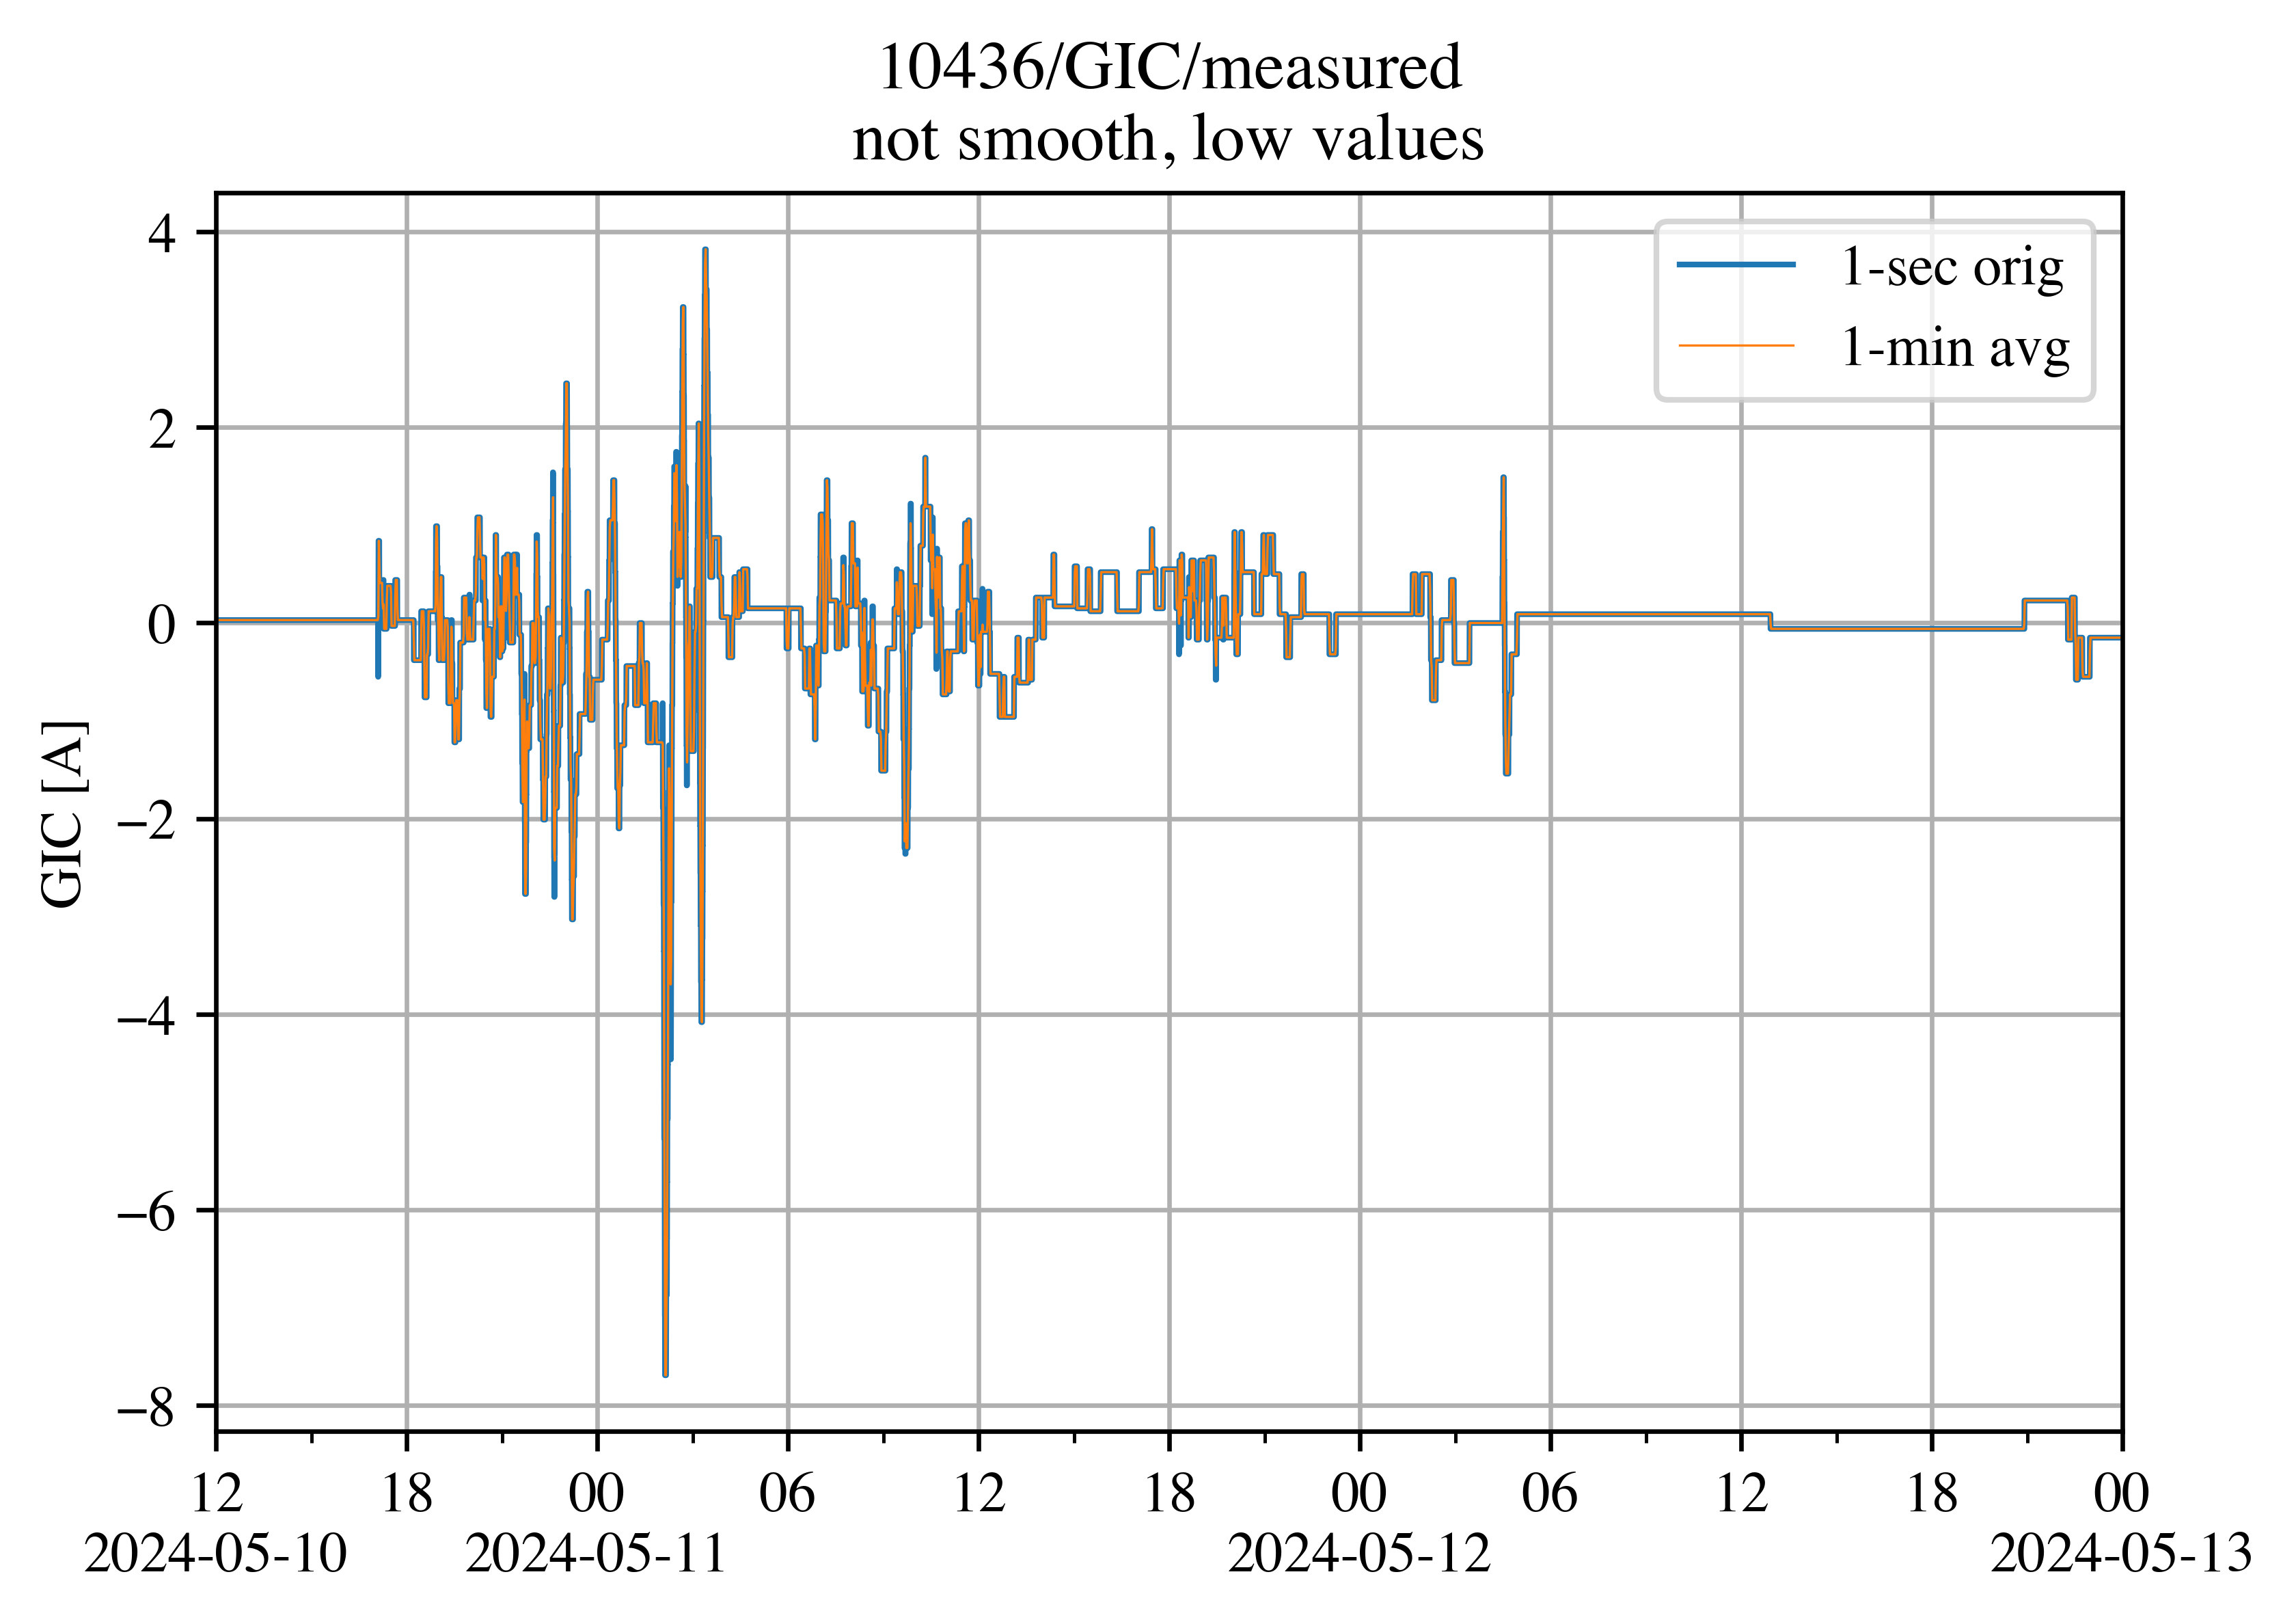 10436/GIC/measured
not smooth, low values
1-sec orig
1-min avg
4
2
0
−2
−4
−6
−8
GIC [A]
12 18 00 06 12 18 00 06 12 18 00
2024-05-10 2024-05-11 2024-05-12 2024-05-13